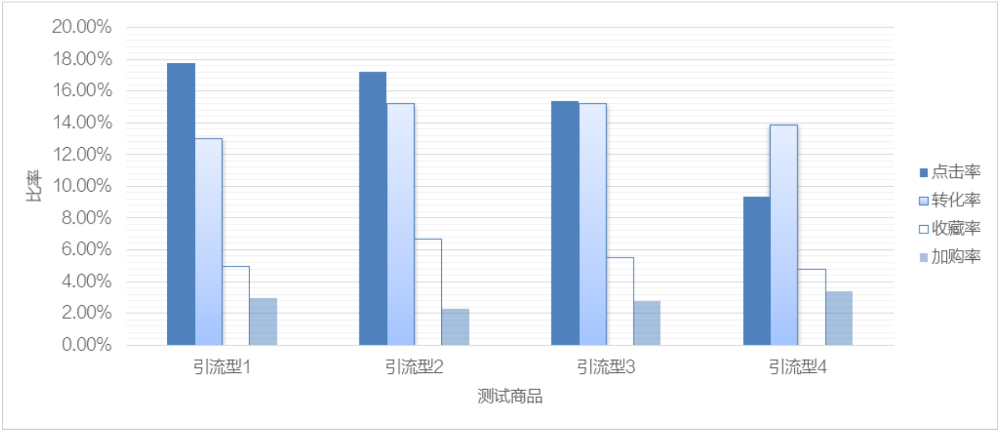 20.00%
18.00%
16.00%
14.00%
12.00%
10.00%
8.00%
6.00%
4.00%
2.00%
0.00%
比率
引流型1
引流型2
引流型3
引流型4
测试商品
点击率
转化率
收藏率
加购率